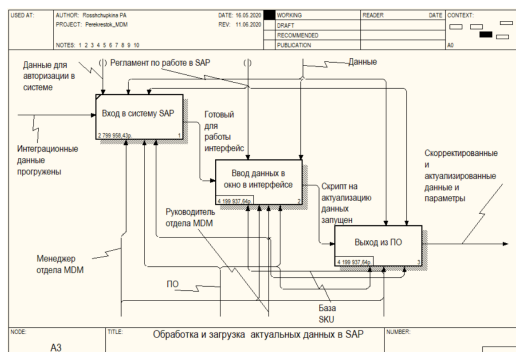 USED AT:
AUTHOR: Rosshchupkina PA
DATE: 16.05.2020
WORKING
READER
DATE
CONTEXT:
PROJECT: Perekrestok_MDM
REV: 11.06.2020
DRAFT
RECOMMENDED
NOTES: 1 2 3 4 5 6 7 8 9 10
PUBLICATION
A0
Данные для
авторизации в
системе
Регламент по работе в SAP
Данные
Вход в систему SAP
2 799 958,43р.
1
Интеграционные
данные
прогружены
Готовый
для
работы
интерфейс
Ввод данных в
окно в интерфейсе
4 199 937,64р.
2
Скорректированные
и
актуализированные
данные и
параметры
Скрипт на
актуализацию
данных
запущен
Руководитель
отдела MDM
Выход из ПО
4 199 937,64р.
3
Менеджер
отдела MDM
ПО
База
SKU
NODE:
TITLE:
Обработка и загрузка актуальных данных в SAP
NUMBER:
A3